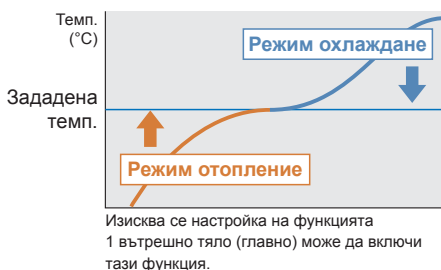 Темп.
(°C)
Режим охлаждане
Зададена
темп.
Режим отопление
Изисква се настройка на функцията
1 вътрешно тяло (главно) може да включи
тази функция.